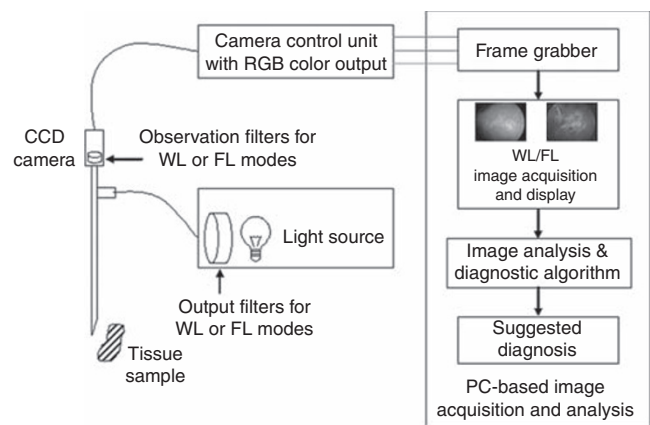 Camera control unit
with RGB color output
Frame grabber
CCD
camera
Observation filters for
WL or FL modes
WL/FL
image acquisition
and display
Light source
Image analysis &
diagnostic algorithm
Output filters for
WL or FL modes
Tissue
sample
Suggested
diagnosis
PC-based image
acquisition and analysis